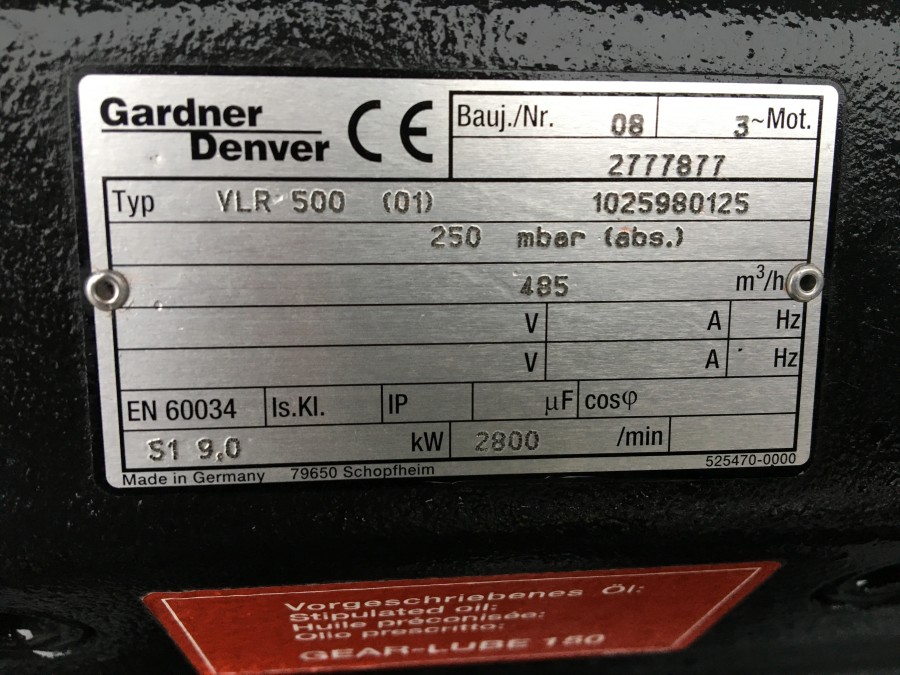 Gardner
Denver
CE
Bauj./Nr. 08 3~Mot.
2777877
Typ VLR 500 (01) 1025980125
250 mbar (abs.)
485 m³/h
V A Hz
V A Hz
EN 60034 Is.Kl. IP µF cosφ
S1 9,0 kW 2800 /min
Made in Germany 79650 Schopfheim 525470-0000
Vorgeschriebenes Öl:
Stipulated oil:
Huile préconisée:
Olio prescritto:
GEAR-LUBE 150